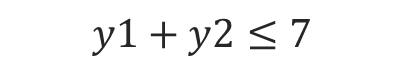 y1 + y2 ≤ 7